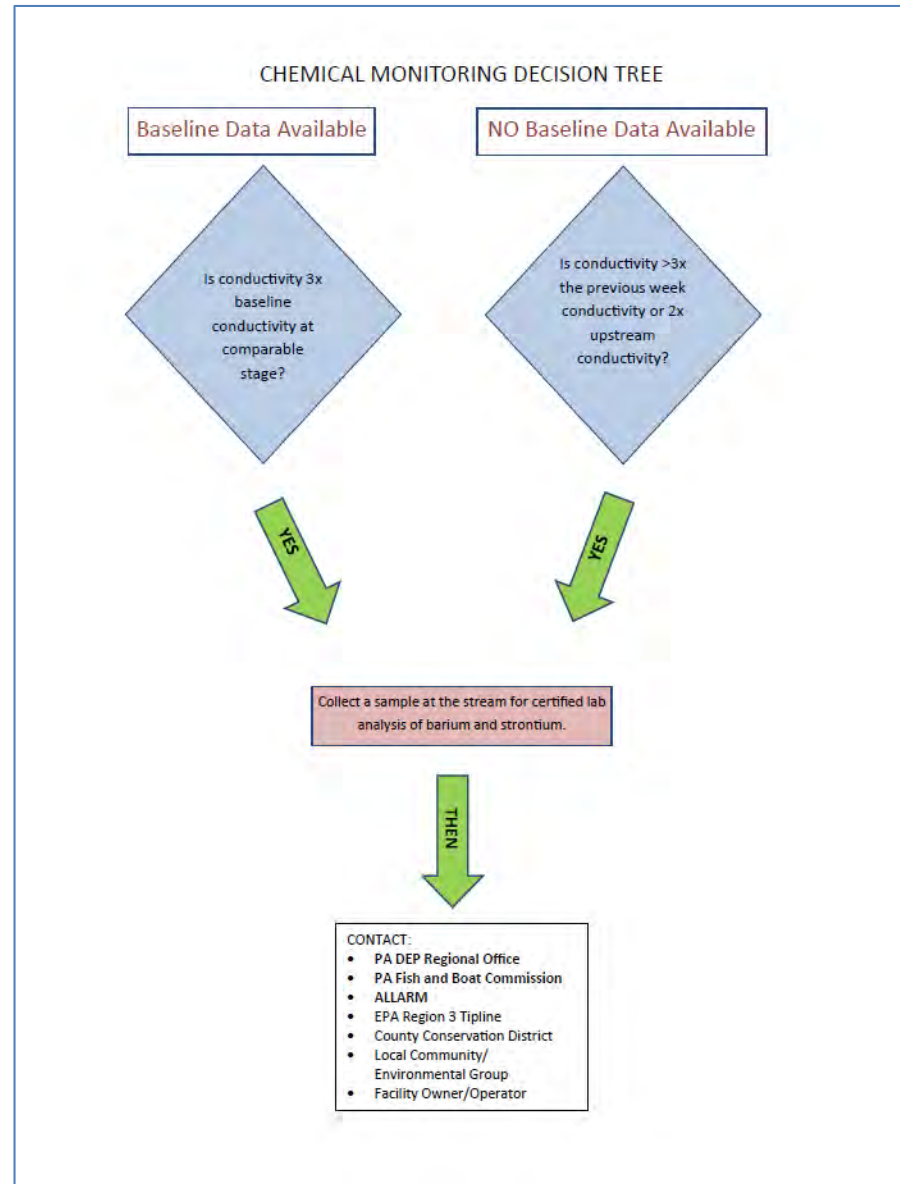 CHEMICAL MONITORING DECISION TREE
Baseline Data Available
NO Baseline Data Available
Is conductivity 3x
baseline
conductivity at
comparable
stage?
Is conductivity >3x
the previous week
conductivity or 2x
upstream
conductivity?
YES
YES
Collect a sample at the stream for certified lab
analysis of barium and strontium.
THEN
CONTACT:
• PA DEP Regional Office
• PA Fish and Boat Commission
• ALLARM
• EPA Region 3 Tipline
• County Conservation District
• Local Community/
Environmental Group
• Facility Owner/Operator